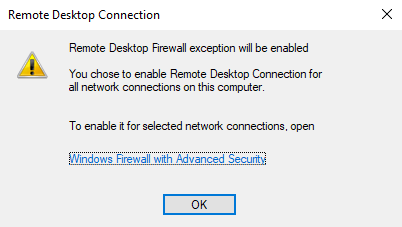 Remote Desktop Connection
Remote Desktop Firewall exception will be enabled
You chose to enable Remote Desktop Connection for
all network connections on this computer.
To enable it for selected network connections, open
Windows Firewall with Advanced Security
OK